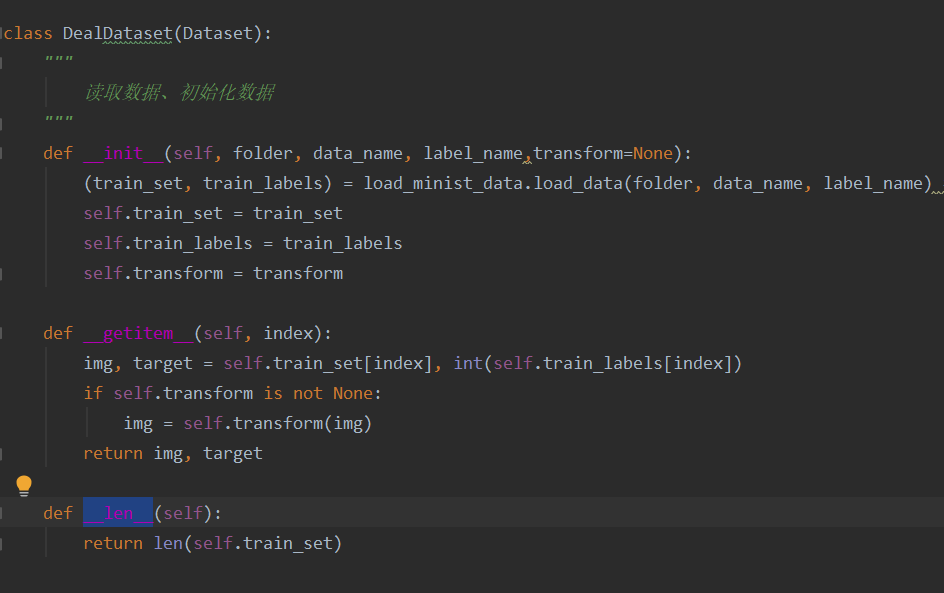 class DealDataset(Dataset):
    """
        读取数据、初始化数据
    """
    def __init__(self, folder, data_name, label_name,transform=None):
        (train_set, train_labels) = load_minist_data.load_data(folder, data_name, label_name)
        self.train_set = train_set
        self.train_labels = train_labels
        self.transform = transform
    def __getitem__(self, index):
        img, target = self.train_set[index], int(self.train_labels[index])
        if self.transform is not None:
            img = self.transform(img)
        return img, target
    def __len__(self):
        return len(self.train_set)